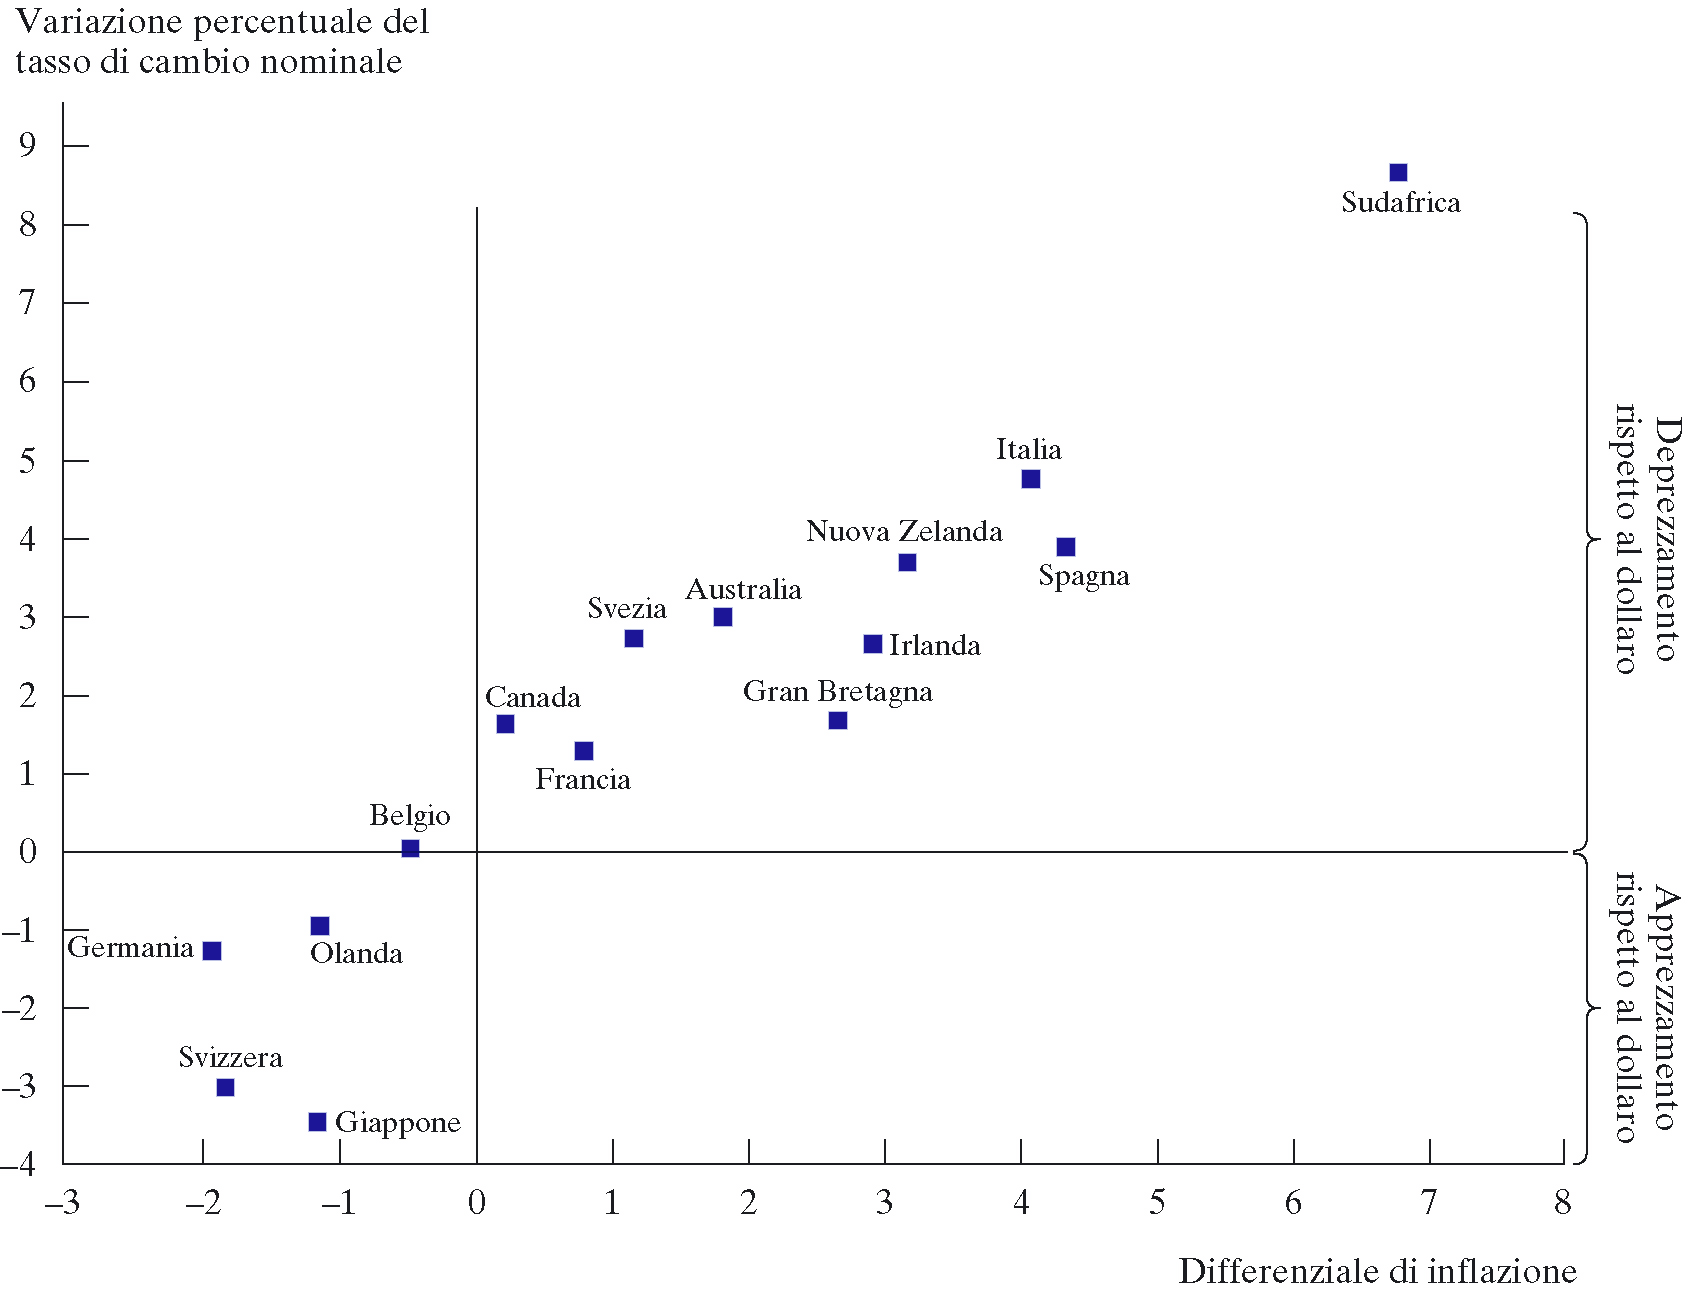 Variazione percentuale del
tasso di cambio nominale
9
8
7
6
5
4
3
2
1
0
–1
–2
–3
–4
Sudafrica
Italia
Nuova Zelanda
Spagna
Australia
Svezia
Irlanda
Gran Bretagna
Canada
Francia
Belgio
Germania
Olanda
Svizzera
Giappone
Deprezzamento
rispetto al dollaro
Apprezzamento
rispetto al dollaro
–3 –2 –1 0 1 2 3 4 5 6 7 8
Differenziale di inflazione